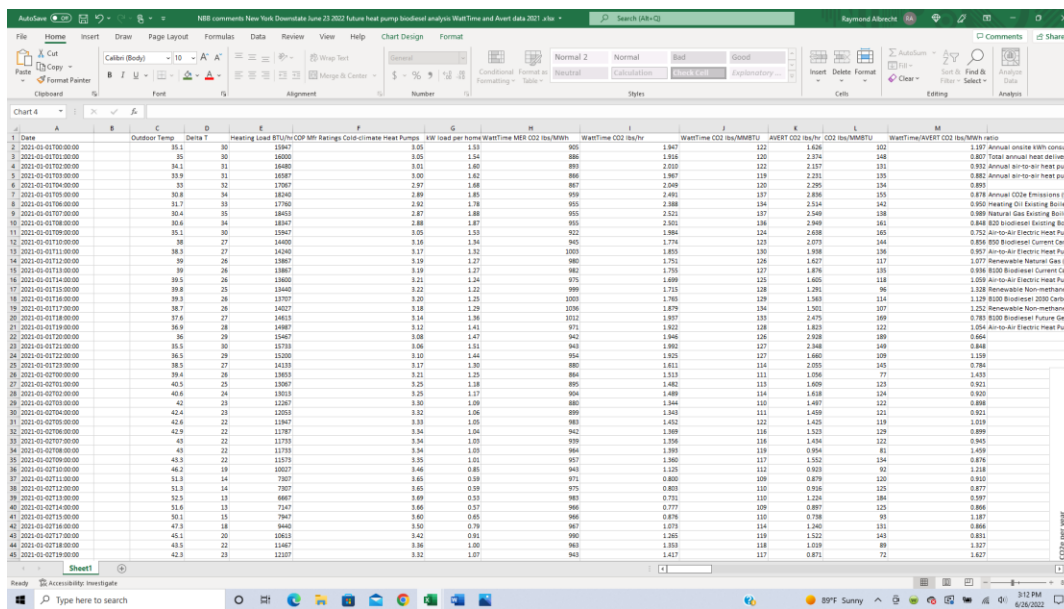 AutoSave Off NBB comments New York Downstate June 23 2022 future heat pump biodiesel analysis WattTime and Avert data 2021 .xlsx Search (Alt+Q) Raymond Albrecht RA
File Home Insert Draw Page Layout Formulas Data Review View Help Chart Design Format Comments Share
Paste Cut Copy Format Painter Calibri (Body) 10 Wrap Text Merge & Center General Conditional Formatting Format as Table Normal 2 Normal Bad Good Neutral Calculation Check Cell Explanatory ... Insert Delete Format AutoSum Fill Clear Sort & Filter Find & Select Analyze Data
Clipboard Font Alignment Number Styles Cells Editing Analysis
Chart 4 fx
A B C D E F G H I J K L M
1 Date Outdoor Temp Delta T Heating Load BTU/hr COP Mfr Ratings Cold-climate Heat Pumps kW load per home WattTime MER CO2 lbs/MWh WattTime CO2 lbs/hr WattTime CO2 lbs/MMBTU AVERT CO2 lbs/hr CO2 lbs/MMBTU WattTime/AVERT CO2 lbs/MWh ratio
2 2021-01-01T00:00:00 35.1 30 15947 3.05 1.53 905 1.947 122 1.626 102 1.197 Annual onsite kWh consu
3 2021-01-01T01:00:00 35 30 16000 3.05 1.54 886 1.916 120 2.374 148 0.807 Total annual heat delive
4 2021-01-01T02:00:00 34.1 31 16480 3.01 1.60 893 2.010 122 2.157 131 0.932 Annual air-to-air heat pu
5 2021-01-01T03:00:00 33.9 31 16587 3.00 1.62 866 1.967 119 2.231 135 0.882 Annual air-to-air heat pu
6 2021-01-01T04:00:00 33 32 17067 2.97 1.68 867 2.049 120 2.295 134 0.893
7 2021-01-01T05:00:00 30.8 34 18240 2.89 1.85 959 2.491 137 2.836 155 0.878 Annual CO2e Emissions (
8 2021-01-01T06:00:00 31.7 33 17760 2.92 1.78 955 2.388 134 2.514 142 0.950 Heating Oil Existing Boile
9 2021-01-01T07:00:00 30.4 35 18453 2.87 1.88 955 2.521 137 2.549 138 0.989 Natural Gas Existing Boil
10 2021-01-01T08:00:00 30.6 34 18347 2.88 1.87 955 2.501 136 2.949 161 0.848 B20 biodiesel Existing Bo
11 2021-01-01T09:00:00 35.1 30 15947 3.05 1.53 922 1.984 123 2.638 165 0.752 Air-to-Air Electric Heat Pu
12 2021-01-01T10:00:00 38 27 14400 3.16 1.34 945 1.774 123 2.073 144 0.856 B50 Biodiesel Current Car
13 2021-01-01T11:00:00 38.3 27 14240 3.17 1.32 1003 1.855 130 1.938 136 0.957 Air-to-Air Electric Heat Pu
14 2021-01-01T12:00:00 39 26 13867 3.19 1.27 980 1.751 126 1.627 117 1.077 Renewable Natural Gas (
15 2021-01-01T13:00:00 39 26 13867 3.19 1.27 982 1.755 127 1.876 135 0.936 B100 Biodiesel Current C
16 2021-01-01T14:00:00 39.5 26 13600 3.21 1.24 975 1.699 125 1.605 118 1.059 Air-to-Air Electric Heat Pu
17 2021-01-01T15:00:00 39.8 25 13440 3.22 1.22 999 1.715 128 1.291 96 1.328 Renewable Non-methane
18 2021-01-01T16:00:00 39.3 26 13707 3.20 1.25 1003 1.765 129 1.563 114 1.129 B100 Biodiesel 2030 Carb
19 2021-01-01T17:00:00 38.7 26 14027 3.18 1.29 1036 1.879 134 1.501 107 1.252 Renewable Non-methane
20 2021-01-01T18:00:00 37.6 27 14613 3.14 1.36 1012 1.937 133 2.475 169 0.783 B100 Biodiesel Future Ge
21 2021-01-01T19:00:00 36.9 28 14987 3.12 1.41 971 1.922 128 1.823 122 1.054 Air-to-Air Electric Heat Pu
22 2021-01-01T20:00:00 36 29 15467 3.08 1.47 942 1.946 126 2.928 189 0.664
23 2021-01-01T21:00:00 35.5 30 15733 3.06 1.51 942 1.992 127 2.348 149 0.848
24 2021-01-01T22:00:00 36.5 29 15200 3.10 1.44 954 1.925 127 1.660 109 1.159
25 2021-01-01T23:00:00 38.5 27 14133 3.17 1.30 880 1.611 114 2.055 145 0.784
26 2021-01-02T00:00:00 39.4 26 13653 3.21 1.25 864 1.513 111 1.056 77 1.433
27 2021-01-02T01:00:00 40.5 25 13067 3.25 1.18 895 1.482 113 1.609 123 0.921
28 2021-01-02T02:00:00 40.6 24 13013 3.25 1.17 904 1.489 114 1.618 124 0.920
29 2021-01-02T03:00:00 42 23 12267 3.30 1.09 880 1.344 110 1.497 122 0.898
30 2021-01-02T04:00:00 42.4 23 12053 3.32 1.06 899 1.343 111 1.459 121 0.921
31 2021-01-02T05:00:00 42.6 22 11947 3.33 1.05 983 1.452 122 1.425 119 1.019
32 2021-01-02T06:00:00 42.9 22 11787 3.34 1.03 942 1.369 116 1.523 129 0.899
33 2021-01-02T07:00:00 43 22 11733 3.34 1.03 939 1.356 116 1.434 122 0.945
34 2021-01-02T08:00:00 43 22 11733 3.34 1.03 964 1.393 119 0.954 81 1.459
35 2021-01-02T09:00:00 43.3 22 11573 3.35 1.01 957 1.360 117 1.552 134 0.876
36 2021-01-02T10:00:00 46.2 19 10027 3.46 0.85 943 1.125 112 0.923 92 1.218
37 2021-01-02T11:00:00 51.3 14 7307 3.65 0.59 971 0.800 109 0.879 120 0.910
38 2021-01-02T12:00:00 51.3 14 7307 3.65 0.59 975 0.803 110 0.916 125 0.877
39 2021-01-02T13:00:00 52.5 13 6667 3.69 0.53 983 0.731 110 1.224 184 0.597
40 2021-01-02T14:00:00 51.6 13 7147 3.66 0.57 966 0.777 109 0.897 125 0.866
41 2021-01-02T15:00:00 50.1 15 7947 3.60 0.65 966 0.876 110 0.738 93 1.187
42 2021-01-02T16:00:00 47.3 18 9440 3.50 0.79 967 1.073 114 1.240 131 0.866
43 2021-01-02T17:00:00 45.1 20 10613 3.42 0.91 990 1.265 119 1.522 143 0.831
44 2021-01-02T18:00:00 43.5 22 11467 3.36 1.00 963 1.353 118 1.019 89 1.327
45 2021-01-02T19:00:00 42.3 23 12107 3.32 1.07 943 1.417 117 0.871 72 1.627
CO2e per year
Sheet1
Ready Accessibility: Investigate
Type here to search 89°F Sunny 3:12 PM 6/26/2022